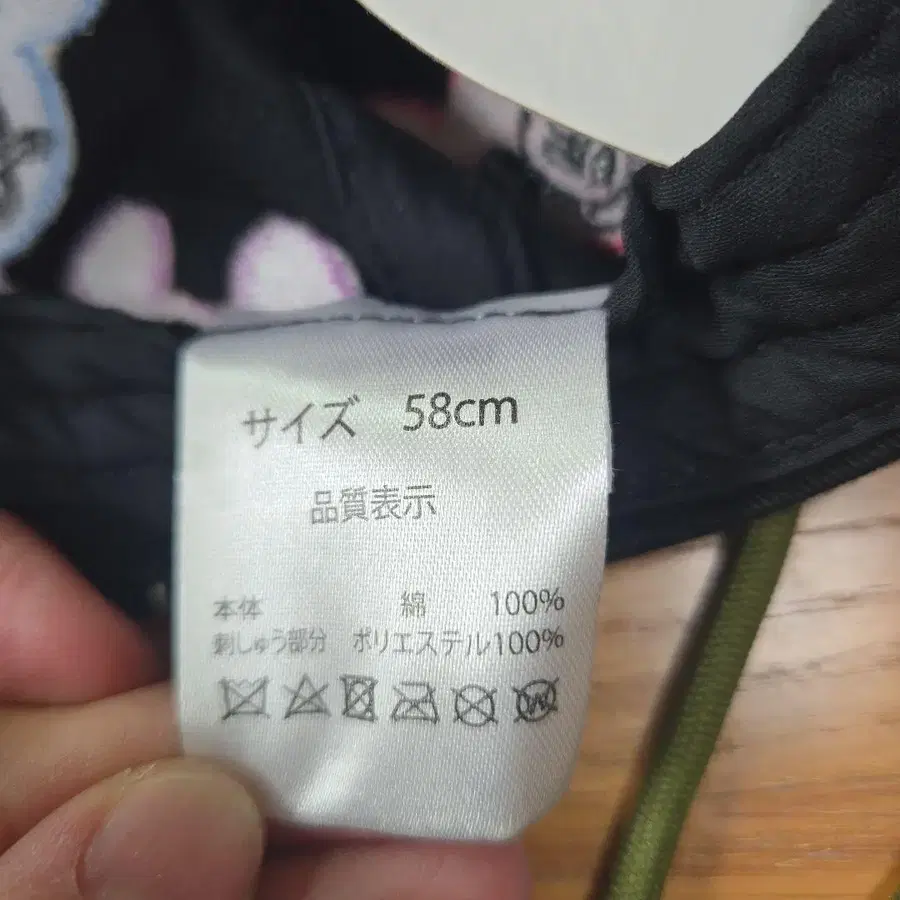 サイズ 58cm
品質表示
本体 綿 100%
刺しゅう部分 ポリエステル100%